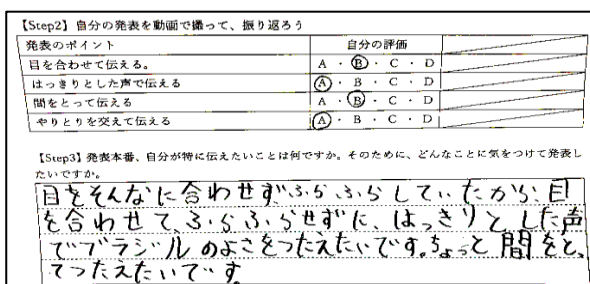 【Step2】自分の発表を動画で撮って、振り返ろう
発表のポイント 自分の評価
目を合わせて伝える。 A ・ B ・ C ・ D
はっきりとした声で伝える A ・ B ・ C ・ D
間をとって伝える A ・ B ・ C ・ D
やりとりを交えて伝える A ・ B ・ C ・ D
【Step3】発表本番、自分が特に伝えたいことは何ですか。そのために、どんなことに気をつけて発表し
たいですか。
目をそんなに合わせず、ふらふらしていたから、目
を合わせて、ふらふらせずに、はっきりとした声
でブラジルのよさをつたえたいです。ちょっと間をと、
てつたえたいです。